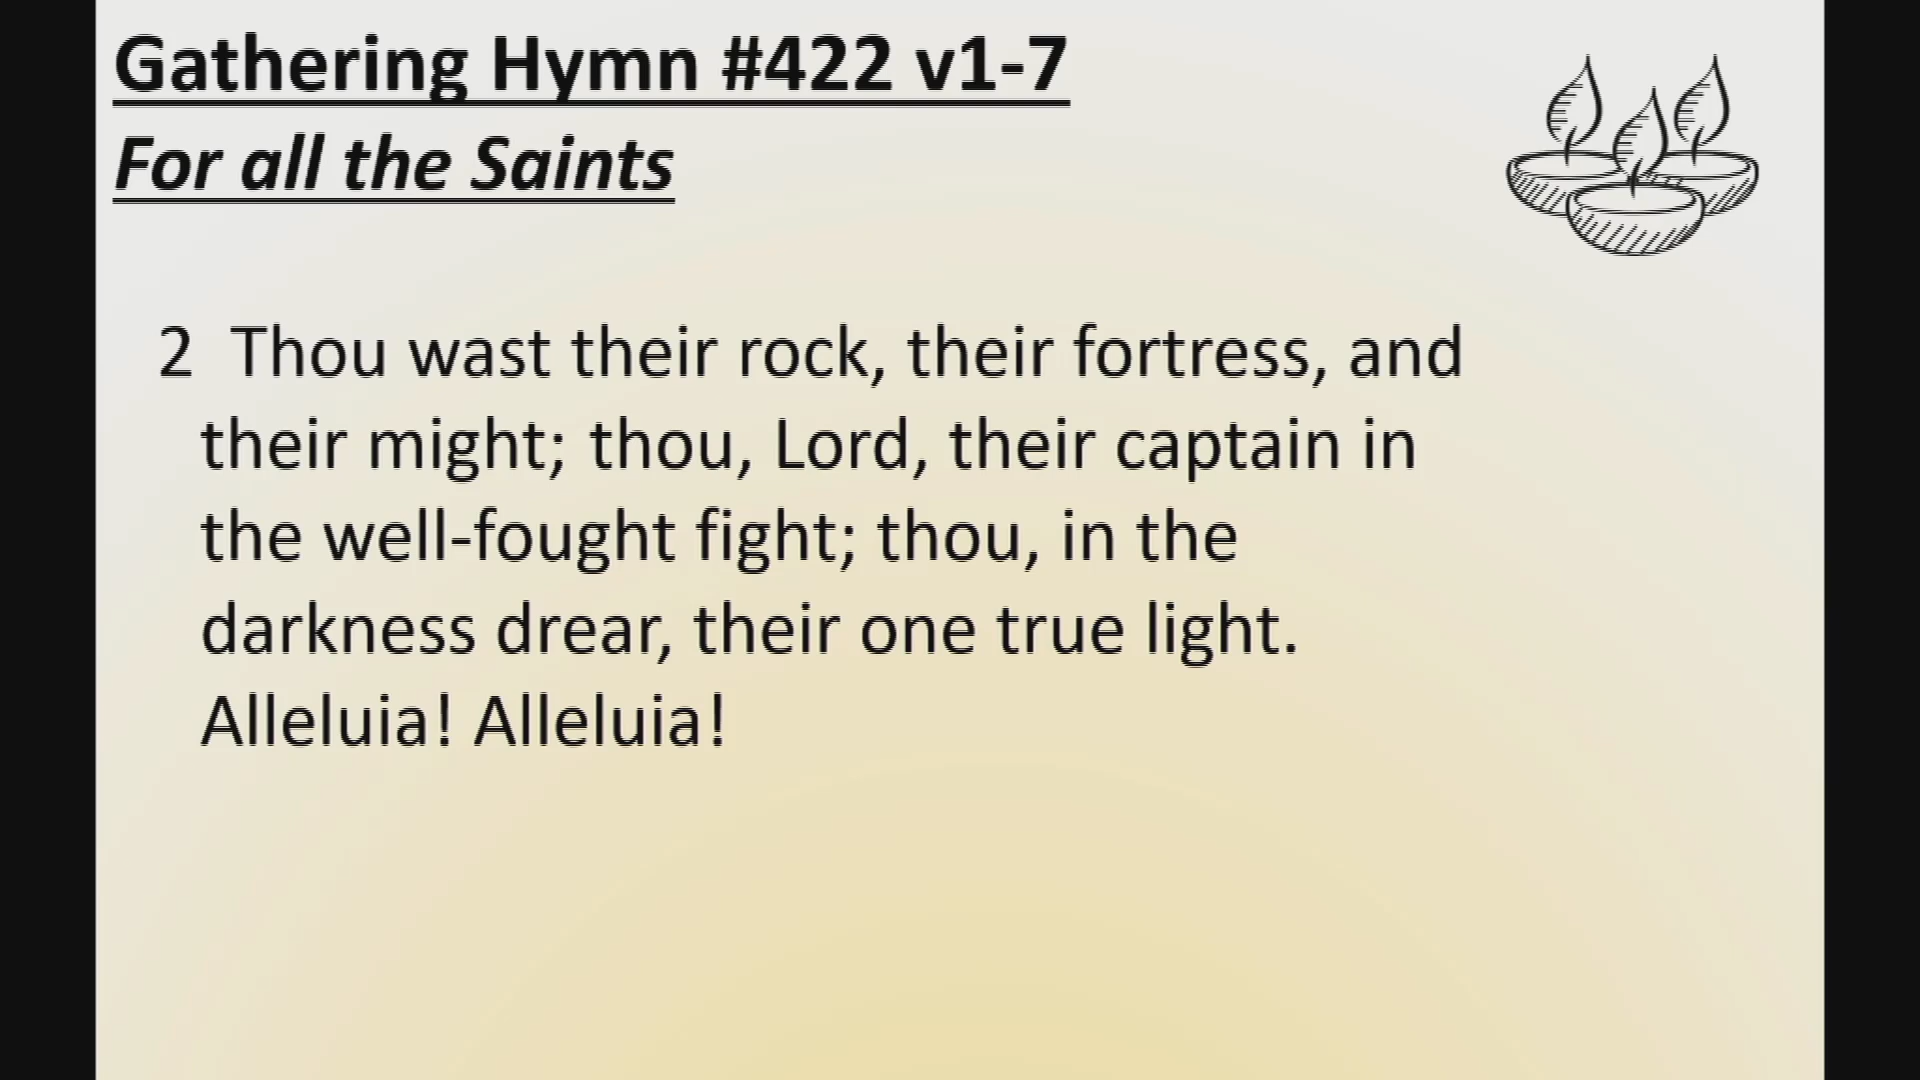 Gathering Hymn #422 v1-7
For all the Saints
2 Thou wast their rock, their fortress, and
their might; thou, Lord, their captain in
the well-fought fight; thou, in the
darkness drear, their one true light.
Alleluia! Alleluia!